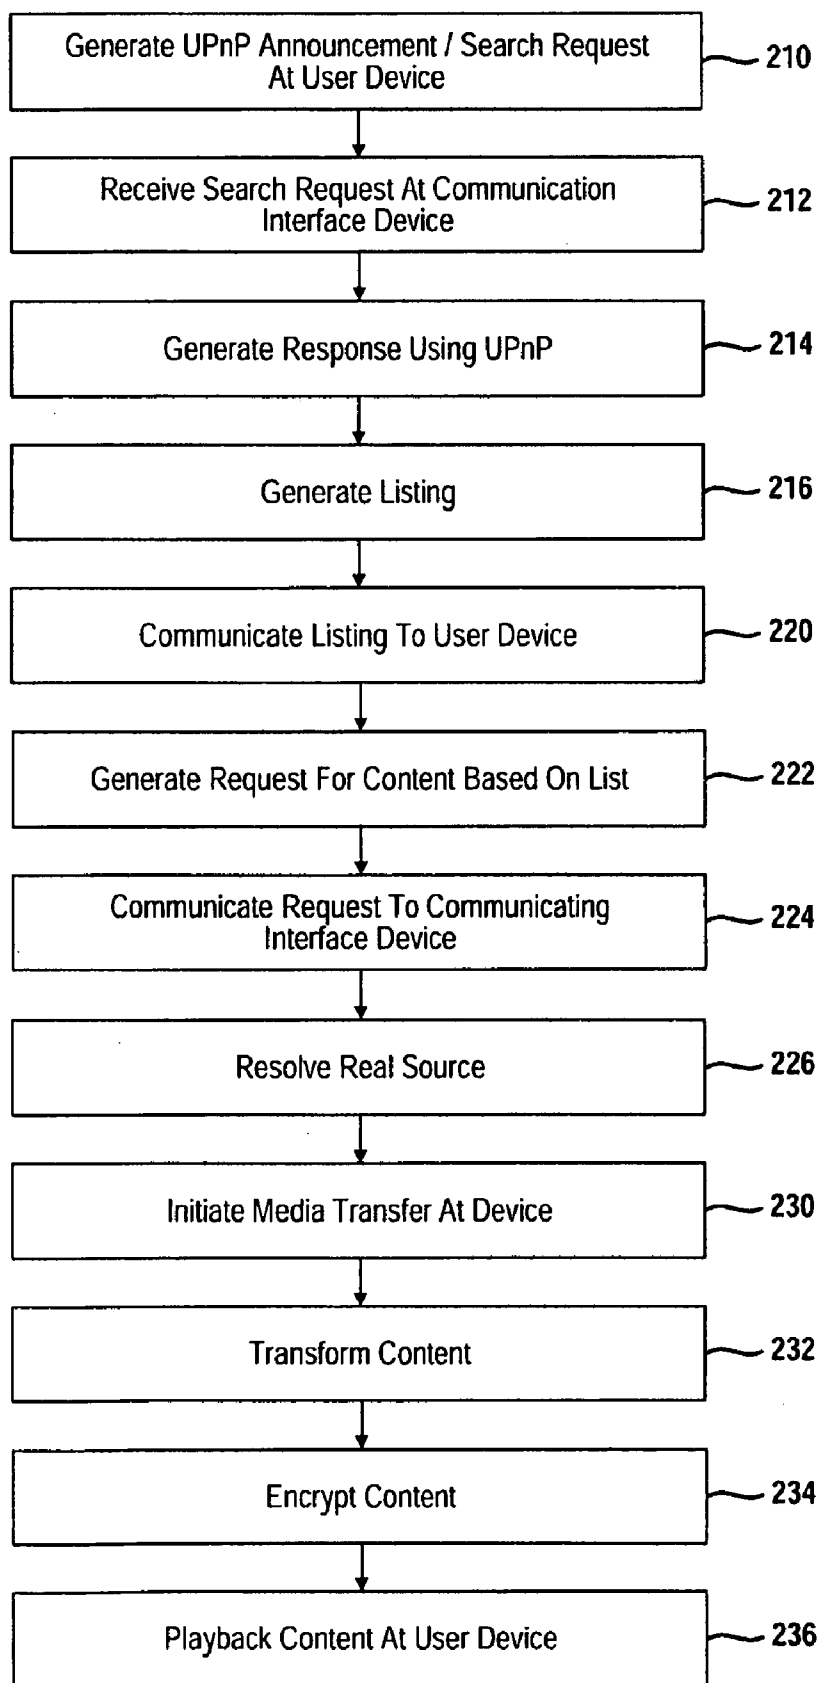 Generate UPnP Announcement / Search Request
At User Device
210
Receive Search Request At Communication
Interface Device
212
Generate Response Using UPnP
214
Generate Listing
216
Communicate Listing To User Device
220
Generate Request For Content Based On List
222
Communicate Request To Communicating
Interface Device
224
Resolve Real Source
226
Initiate Media Transfer At Device
230
Transform Content
232
Encrypt Content
234
Playback Content At User Device
236